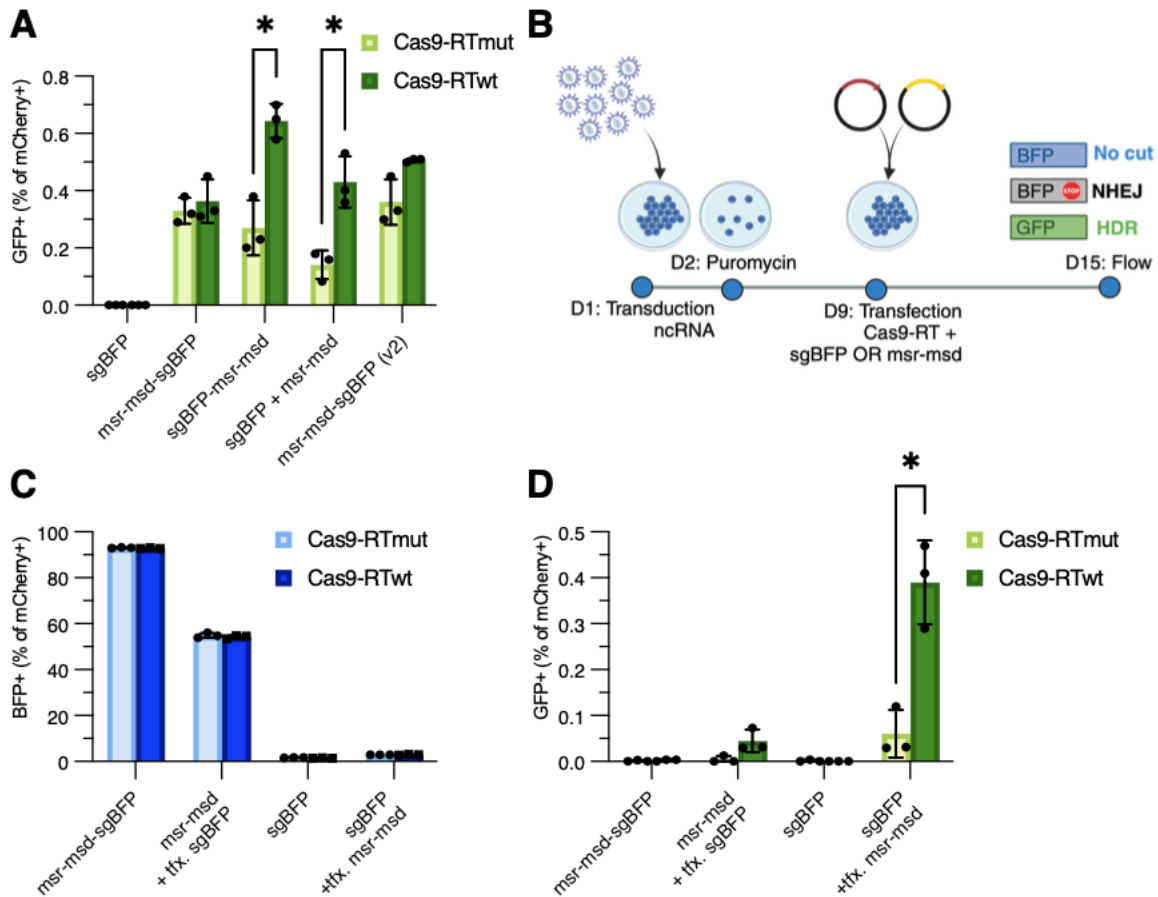 A
*
*
Cas9-RTmut
Cas9-RTwt
GFP+ (% of mCherry+)
0.8
0.6
0.4
0.2
0.0
sgBFP
msr-msd-sgBFP
sgBFP-msr-msd
sgBFP + msr-msd
msr-msd-sgBFP (v2)
B
BFP
No cut
BFP
STOP
NHEJ
GFP
HDR
D2: Puromycin
D15: Flow
D1: Transduction
ncRNA
D9: Transfection
Cas9-RT +
sgBFP OR msr-msd
C
Cas9-RTmut
Cas9-RTwt
BFP+ (% of mCherry+)
100
80
60
40
20
0
msr-msd-sgBFP
msr-msd
+ tfx. sgBFP
sgBFP
sgBFP
+tfx. msr-msd
D
*
Cas9-RTmut
Cas9-RTwt
GFP+ (% of mCherry+)
0.5
0.4
0.3
0.2
0.1
0.0
msr-msd-sgBFP
msr-msd
+ tfx. sgBFP
sgBFP
sgBFP
+tfx. msr-msd